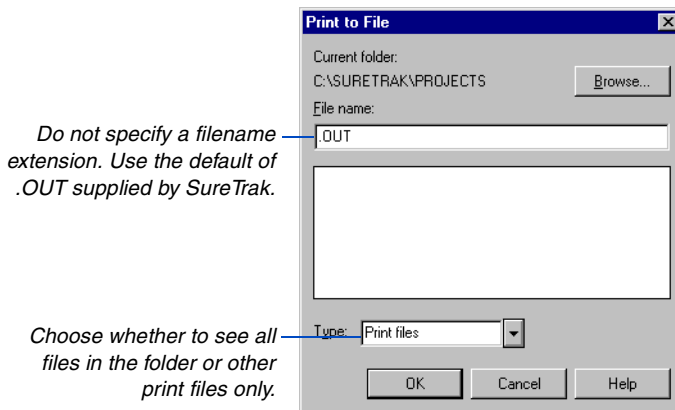 Print to File
Current folder:
C:\SURETRAK\PROJECTS
Browse...
File name:
.OUT
Do not specify a filename
extension. Use the default of
.OUT supplied by SureTrak.
Type:
Print files
Choose whether to see all
files in the folder or other
print files only.
OK
Cancel
Help